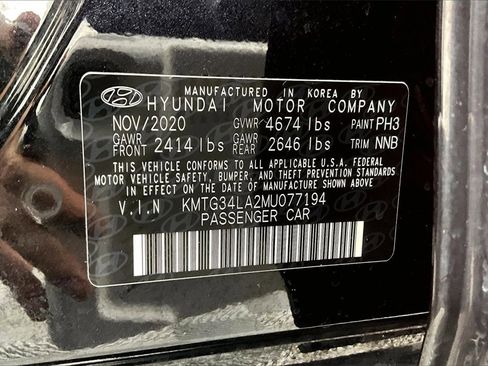 MANUFACTURED IN KOREA BY
HYUNDAI MOTOR COMPANY
NOV/2020 GVWR 4674 lbs PAINT PH3
GAWR FRONT 2414 lbs GAWR REAR 2646 lbs TRIM NNB
THIS VEHICLE CONFORMS TO ALL APPLICABLE U.S.A. FEDERAL
MOTOR VEHICLE SAFETY, BUMPER, AND THEFT PREVENTION STANDARDS
IN EFFECT ON THE DATE OF MANUFACTURE SHOWN ABOVE.
V.I.N KMTG34LA2MU077194
PASSENGER CAR